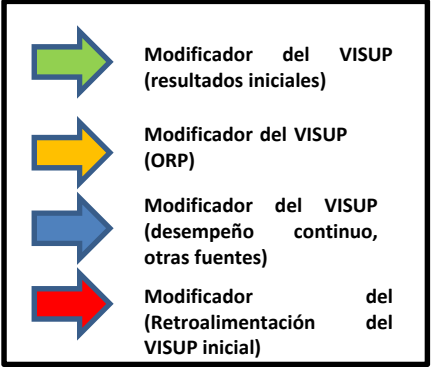 Modificador del VISUP
(resultados iniciales)
Modificador del VISUP
(ORP)
Modificador del VISUP
(desempeño continuo,
otras fuentes)
Modificador del
(Retroalimentación del
VISUP inicial)